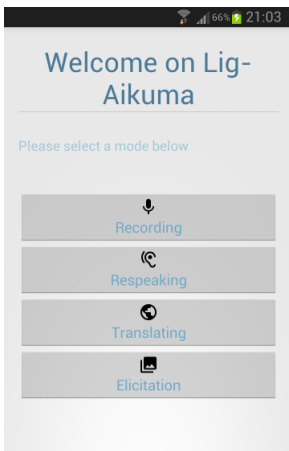 66% 21:03
Welcome on Lig-
Aikuma
Please select a mode below
Recording
Respeaking
Translating
Elicitation